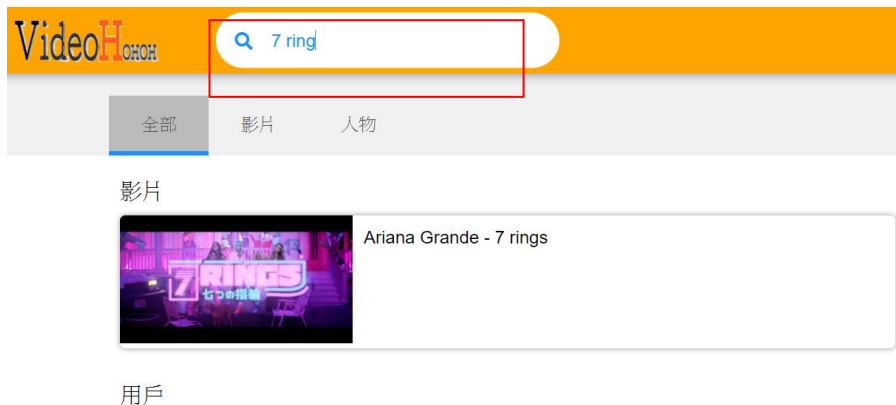 VideoHOHOH
7 ring
全部 影片 人物
影片
Ariana Grande - 7 rings
7 RINGS
七つの指輪
用戶